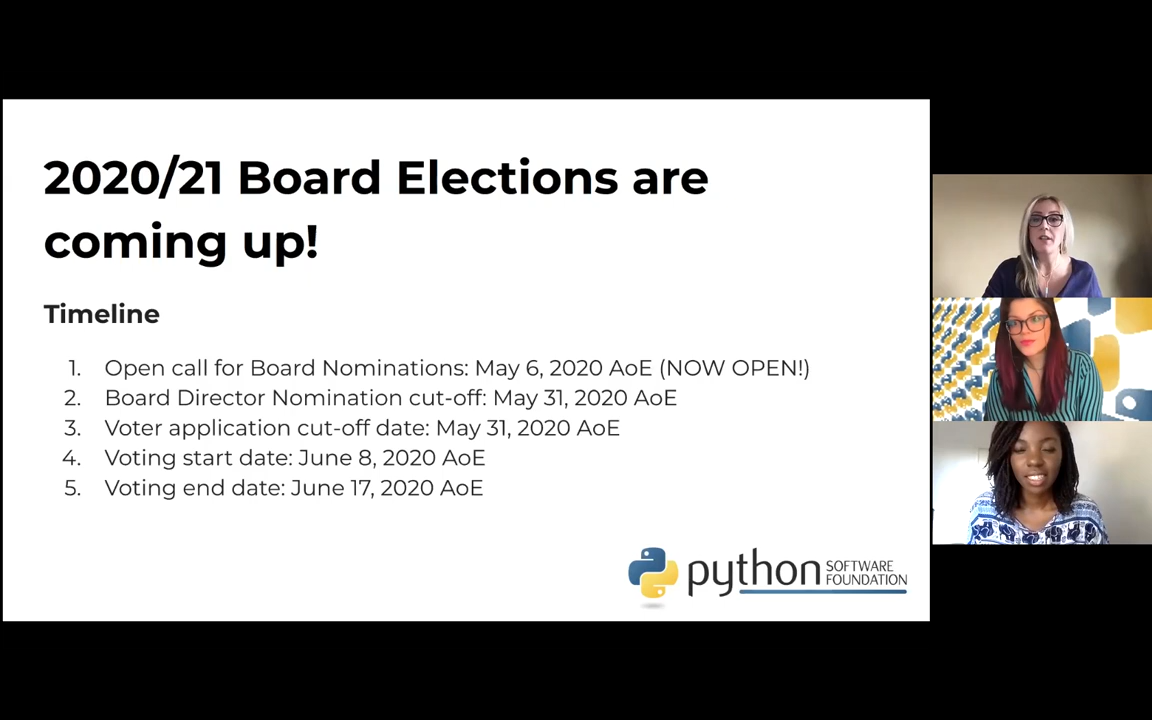 2020/21 Board Elections are
coming up!
Timeline
1. Open call for Board Nominations: May 6, 2020 AoE (NOW OPEN!)
2. Board Director Nomination cut-off: May 31, 2020 AoE
3. Voter application cut-off date: May 31, 2020 AoE
4. Voting start date: June 8, 2020 AoE
5. Voting end date: June 17, 2020 AoE
python SOFTWARE
FOUNDATION